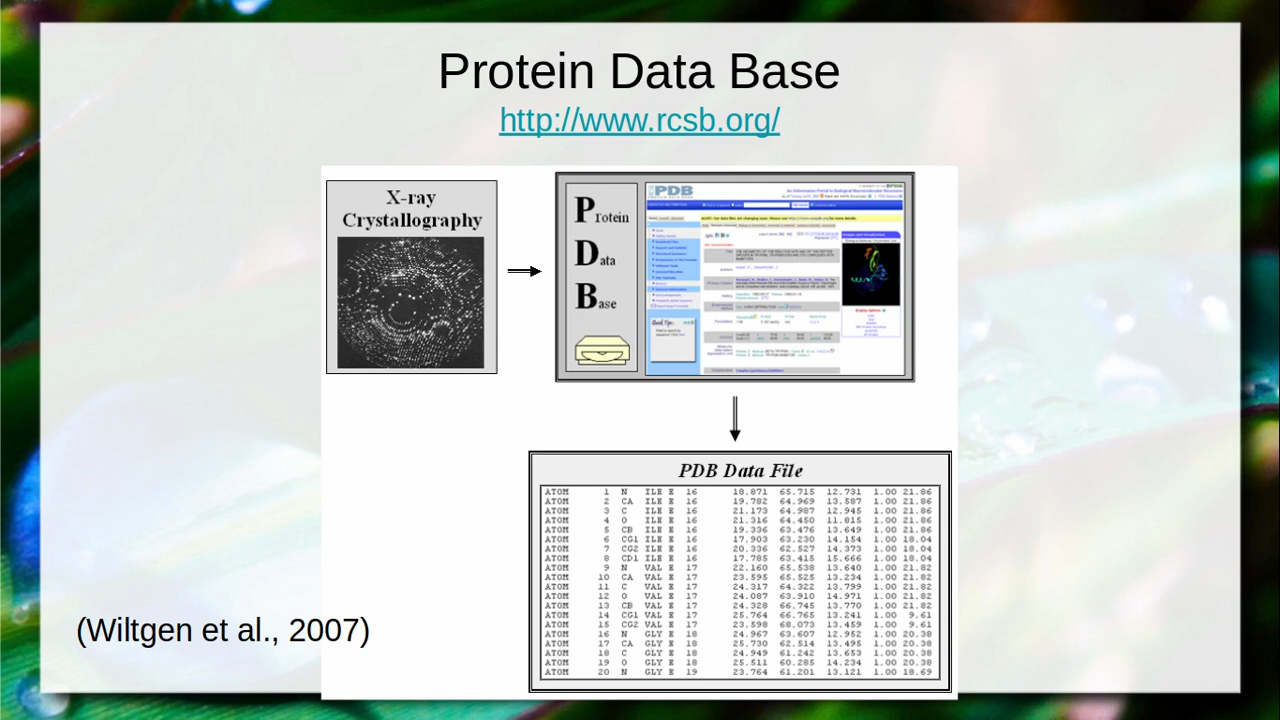 Protein Data Base
http://www.rcsb.org/
X-ray
Crystallography
Protein
Data
Base
PDB
PDB Data File
ATOM 1 N ILE E 16 18.871 65.715 12.731 1.00 21.86
ATOM 2 CA ILE E 16 19.782 64.969 13.587 1.00 21.86
ATOM 3 C ILE E 16 21.173 64.987 12.945 1.00 21.86
ATOM 4 O ILE E 16 21.316 64.450 11.815 1.00 21.86
ATOM 5 CB ILE E 16 19.336 63.476 13.649 1.00 21.86
ATOM 6 CG1 ILE E 16 17.903 63.230 14.154 1.00 18.04
ATOM 7 CG2 ILE E 16 20.336 62.527 14.373 1.00 18.04
ATOM 8 CD1 ILE E 16 17.785 63.415 15.666 1.00 18.04
ATOM 9 N VAL E 17 22.160 65.538 13.640 1.00 21.82
ATOM 10 CA VAL E 17 23.595 65.525 13.234 1.00 21.82
ATOM 11 C VAL E 17 24.317 64.322 13.799 1.00 21.82
ATOM 12 O VAL E 17 24.087 63.910 14.971 1.00 21.82
ATOM 13 CB VAL E 17 24.328 66.745 13.770 1.00 21.82
ATOM 14 CG1 VAL E 17 25.764 66.765 13.241 1.00 9.61
ATOM 15 CG2 VAL E 17 23.598 68.073 13.459 1.00 9.61
ATOM 16 N GLY E 18 24.967 63.607 12.952 1.00 20.38
ATOM 17 CA GLY E 18 25.730 62.514 13.495 1.00 20.38
ATOM 18 C GLY E 18 24.949 61.242 13.653 1.00 20.38
ATOM 19 O GLY E 18 25.511 60.285 14.234 1.00 20.38
ATOM 20 N GLY E 19 23.764 61.201 13.121 1.00 18.69
(Wiltgen et al., 2007)